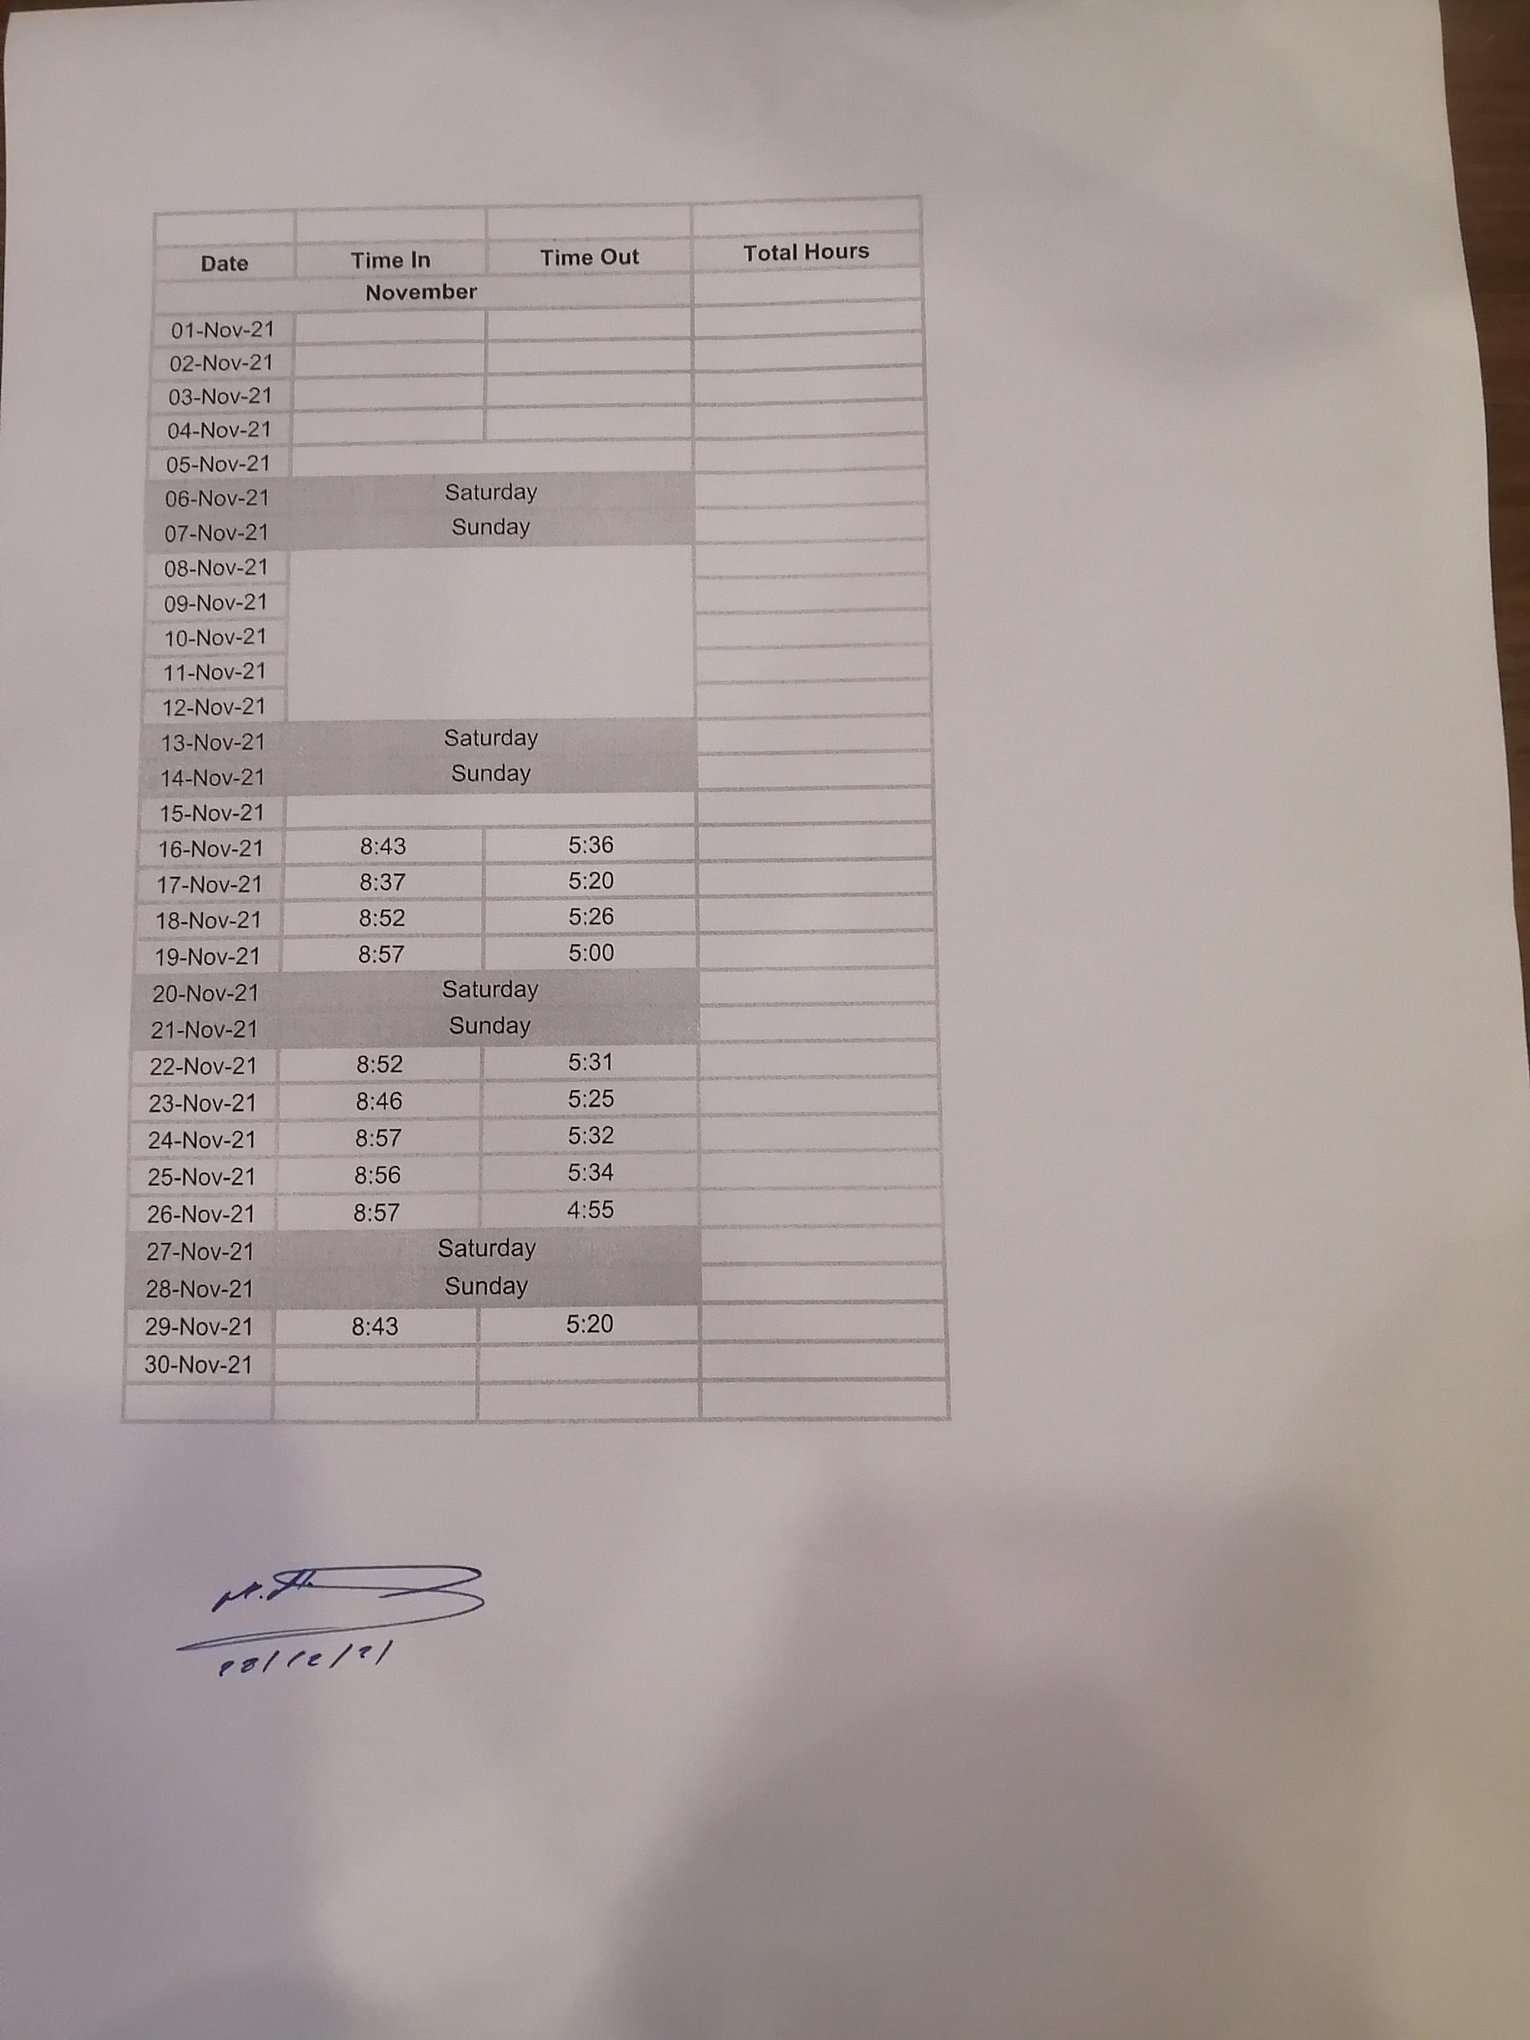 Date Time In Time Out Total Hours
November
01-Nov-21
02-Nov-21
03-Nov-21
04-Nov-21
05-Nov-21
06-Nov-21 Saturday
07-Nov-21 Sunday
08-Nov-21
09-Nov-21
10-Nov-21
11-Nov-21
12-Nov-21
13-Nov-21 Saturday
14-Nov-21 Sunday
15-Nov-21
16-Nov-21 8:43 5:36
17-Nov-21 8:37 5:20
18-Nov-21 8:52 5:26
19-Nov-21 8:57 5:00
20-Nov-21 Saturday
21-Nov-21 Sunday
22-Nov-21 8:52 5:31
23-Nov-21 8:46 5:25
24-Nov-21 8:57 5:32
25-Nov-21 8:56 5:34
26-Nov-21 8:57 4:55
27-Nov-21 Saturday
28-Nov-21 Sunday
29-Nov-21 8:43 5:20
30-Nov-21
28/12/21